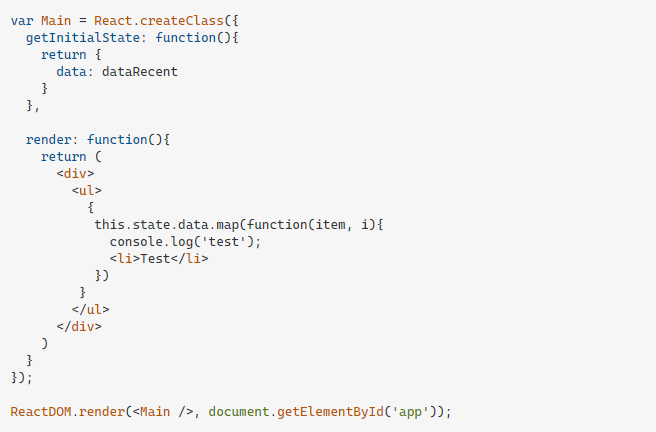 var Main = React.createClass({
  getInitialState: function(){
    return {
      data: dataRecent
    }
  },

  render: function(){
    return (
      <div>
        <ul>
          {
           this.state.data.map(function(item, i){
             console.log('test');
             <li>Test</li>
           })
         }
        </ul>
      </div>
    )
  }
});

ReactDOM.render(<Main />, document.getElementById('app'));